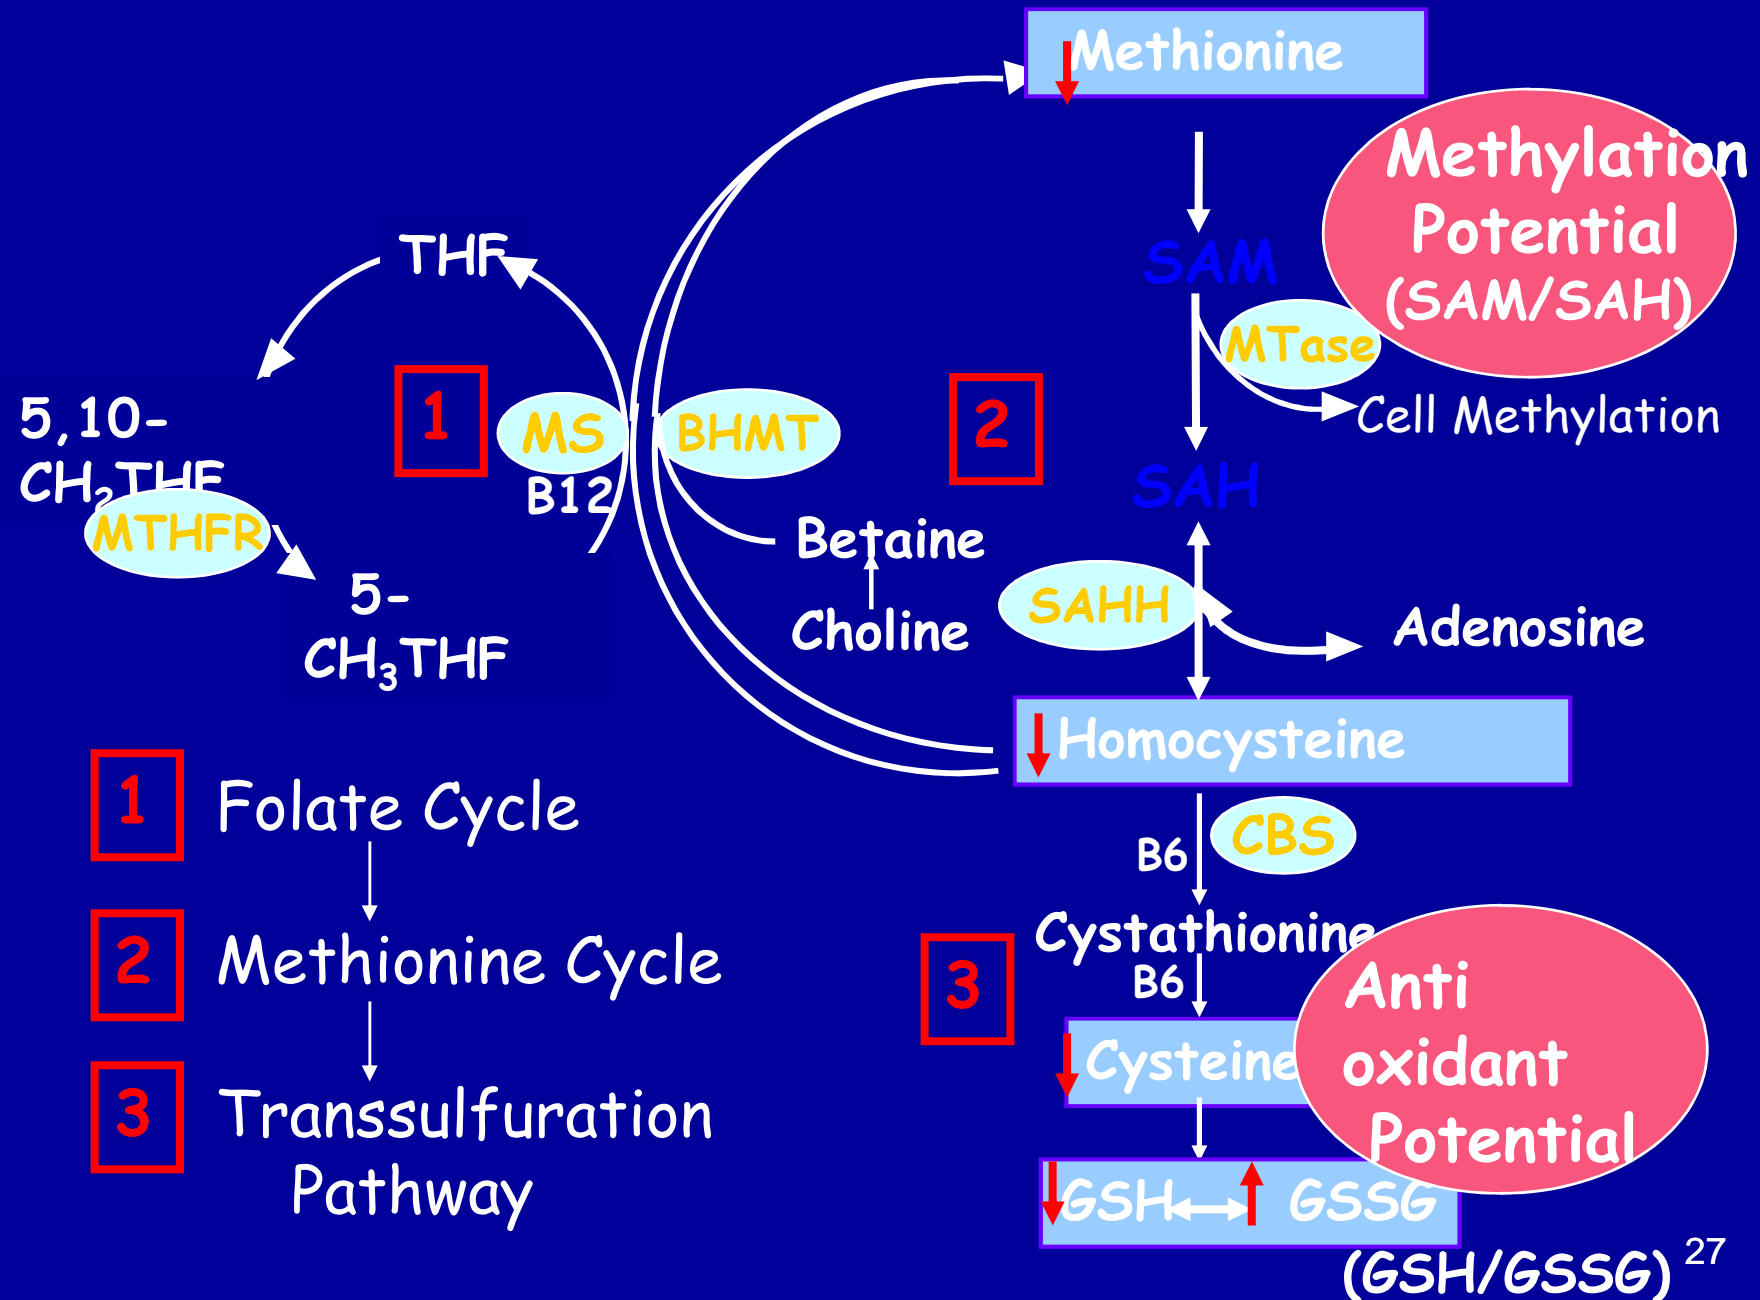 Methionine
Methylation
Potential
(SAM/SAH)
THF
SAM
MTase
5,10-
CH2THF
1
MS
BHMT
2
Cell Methylation
B12
SAH
MTHFR
Betaine
5-
CH3THF
Choline
SAHH
Adenosine
Homocysteine
1
Folate Cycle
CBS
B6
2
Methionine Cycle
Cystathionine
B6
3
Anti
oxidant
Potential
Cysteine
3
Transsulfuration
Pathway
GSH
GSSG
(GSH/GSSG)
27